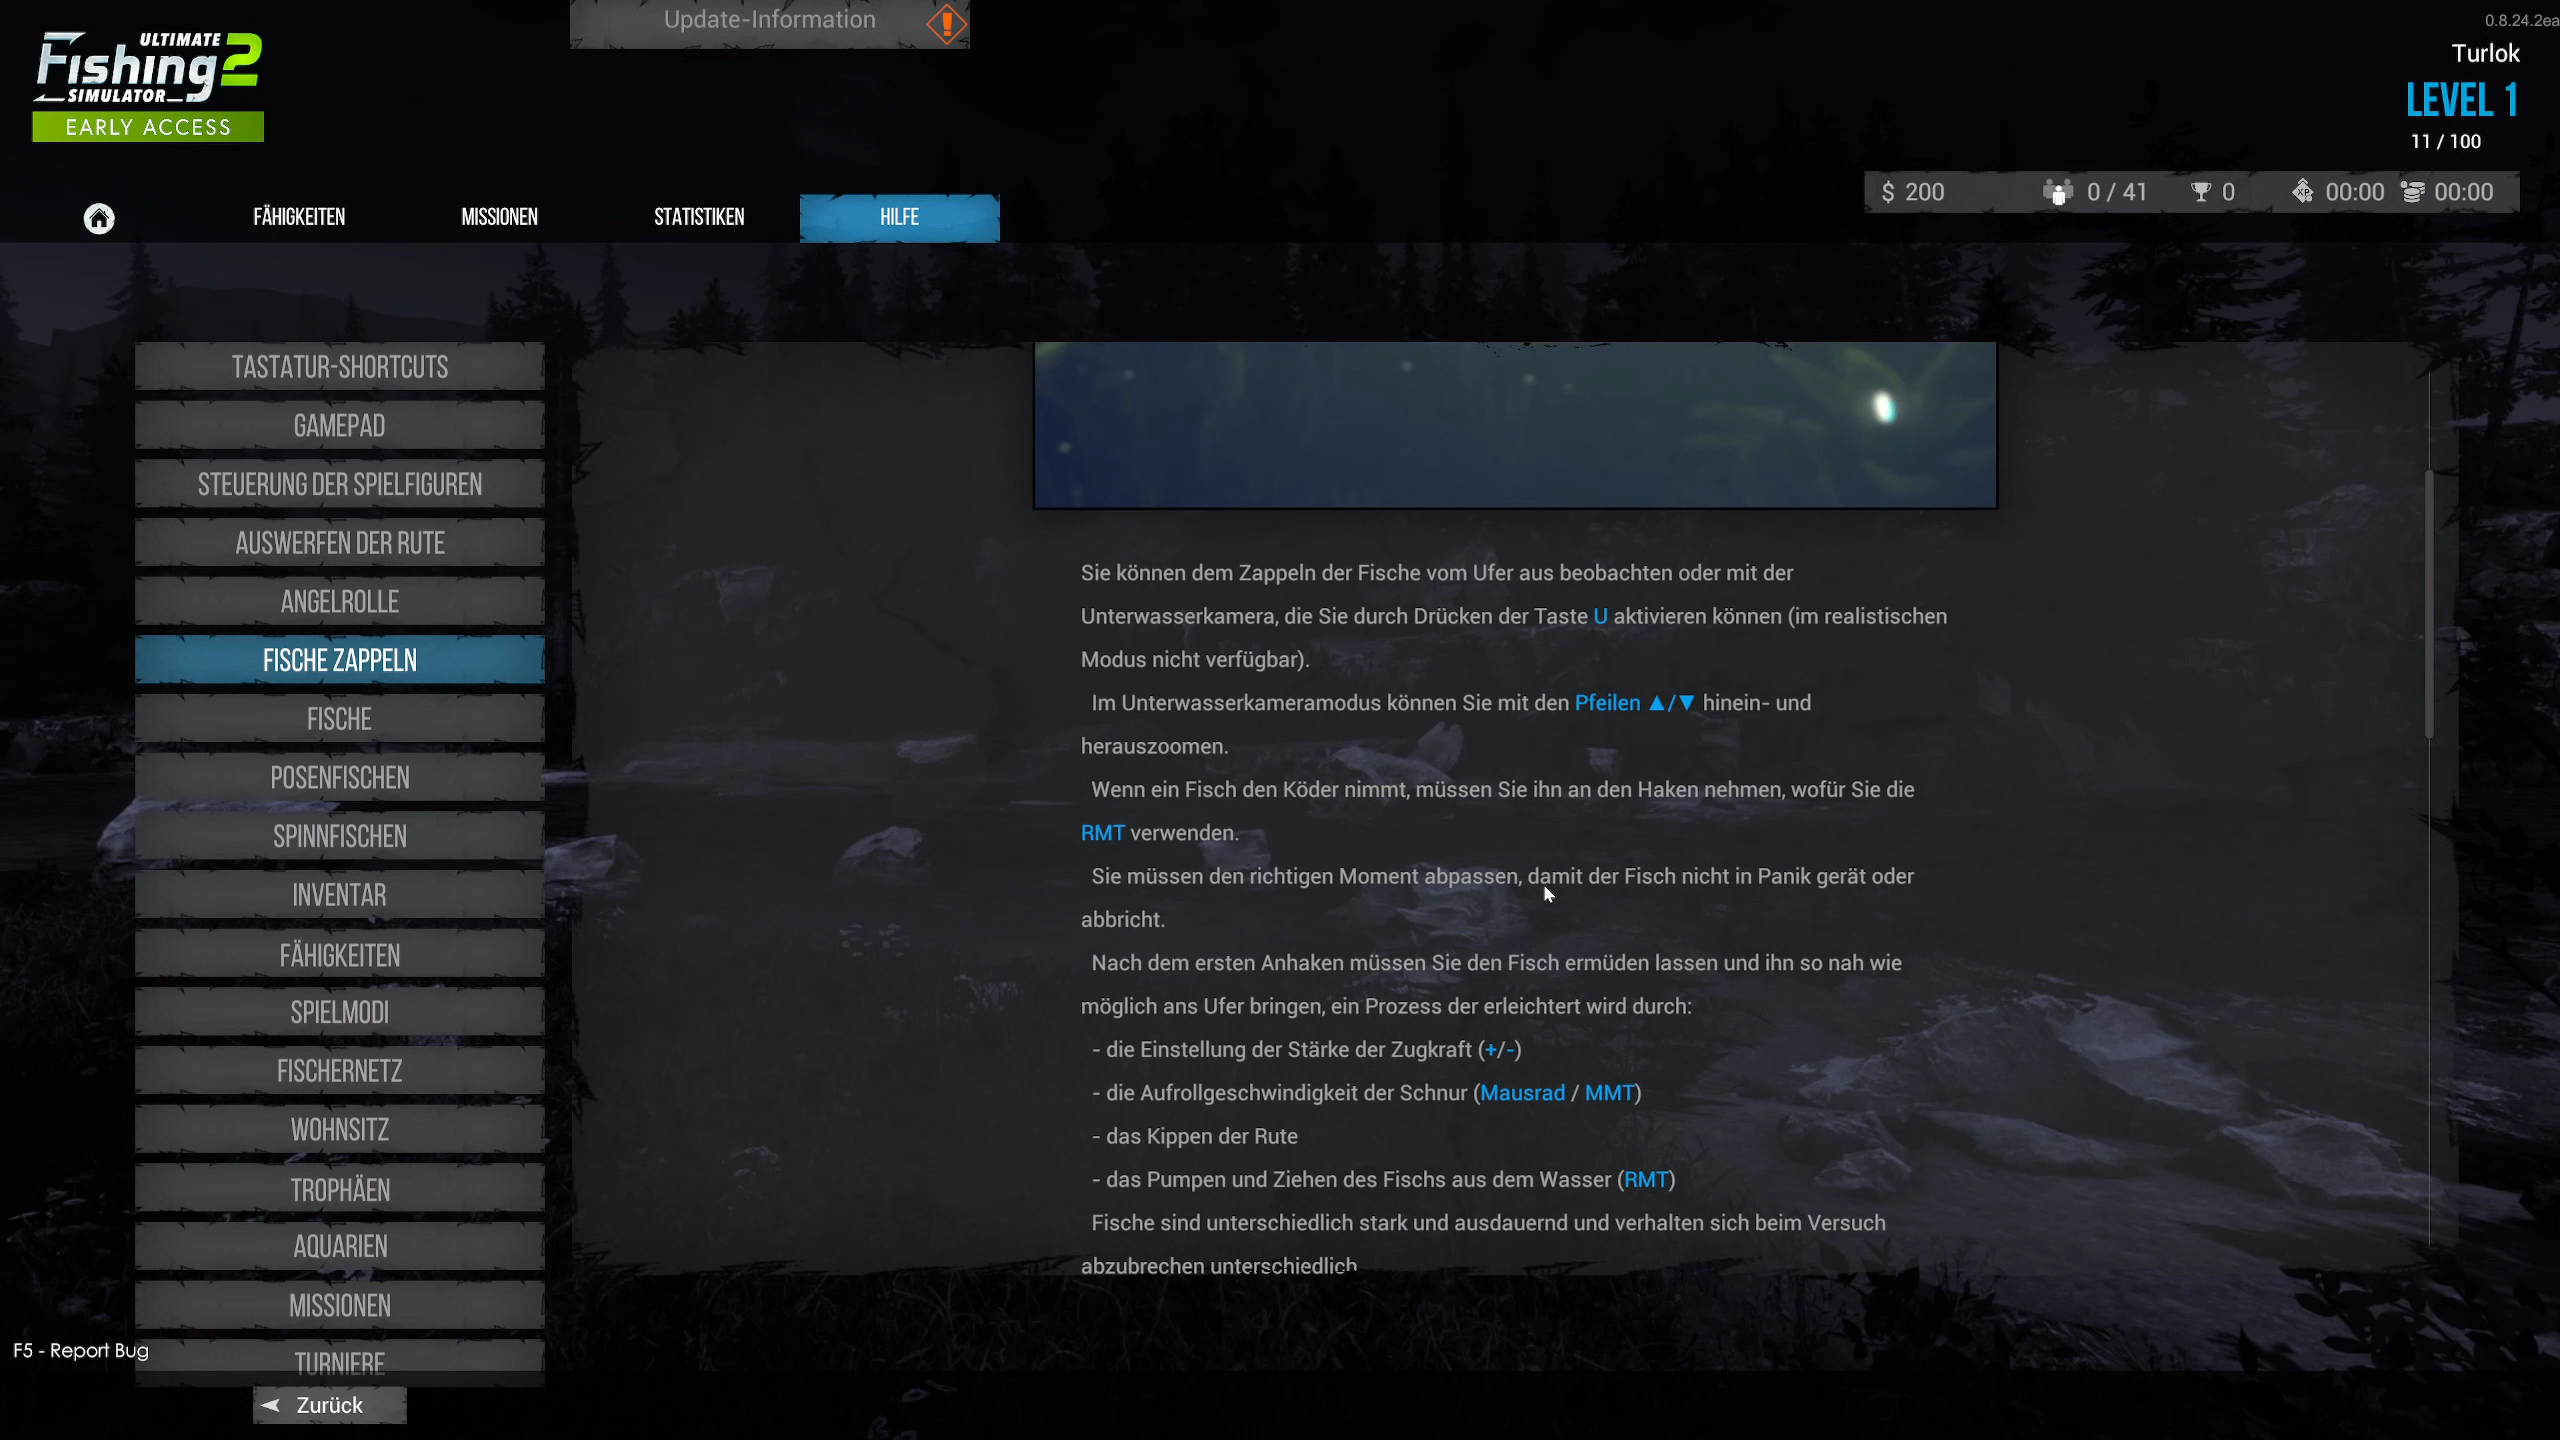 Update-Information
0.8.24.2ea
ULTIMATE
Fishing 2
SIMULATOR
EARLY ACCESS
Turlok
LEVEL 1
11 / 100
$ 200
0 / 41
0
XP
00:00
00:00
FÄHIGKEITEN
MISSIONEN
STATISTIKEN
HILFE
TASTATUR-SHORTCUTS
GAMEPAD
STEUERUNG DER SPIELFIGUREN
AUSWERFEN DER RUTE
ANGELROLLE
FISCHE ZAPPELN
FISCHE
POSENFISCHEN
SPINNFISCHEN
INVENTAR
FÄHIGKEITEN
SPIELMODI
FISCHERNETZ
WOHNSITZ
TROPHÄEN
AQUARIEN
MISSIONEN
TURNIERE
Sie können dem Zappeln der Fische vom Ufer aus beobachten oder mit der
Unterwasserkamera, die Sie durch Drücken der Taste U aktivieren können (im realistischen
Modus nicht verfügbar).
Im Unterwasserkameramodus können Sie mit den Pfeilen ▲/▼ hinein- und
herauszoomen.
Wenn ein Fisch den Köder nimmt, müssen Sie ihn an den Haken nehmen, wofür Sie die
RMT verwenden.
Sie müssen den richtigen Moment abpassen, damit der Fisch nicht in Panik gerät oder
abbricht.
Nach dem ersten Anhaken müssen Sie den Fisch ermüden lassen und ihn so nah wie
möglich ans Ufer bringen, ein Prozess der erleichtert wird durch:
- die Einstellung der Stärke der Zugkraft (+/-)
- die Aufrollgeschwindigkeit der Schnur (Mausrad / MMT)
- das Kippen der Rute
- das Pumpen und Ziehen des Fischs aus dem Wasser (RMT)
Fische sind unterschiedlich stark und ausdauernd und verhalten sich beim Versuch
abzubrechen unterschiedlich
F5 - Report Bug
Zurück